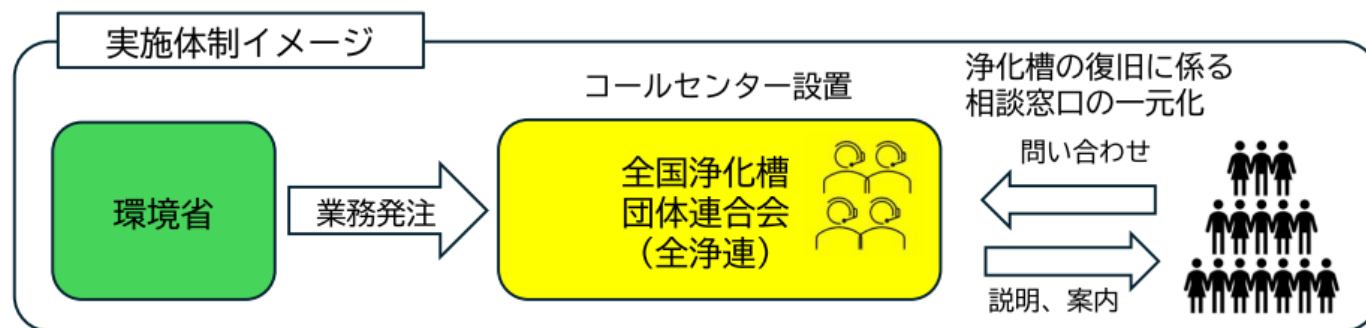 実施体制イメージ
コールセンター設置
浄化槽の復旧に係る
相談窓口の一元化
環境省
業務発注
全国浄化槽
団体連合会
（全浄連）
問い合わせ
説明、案内